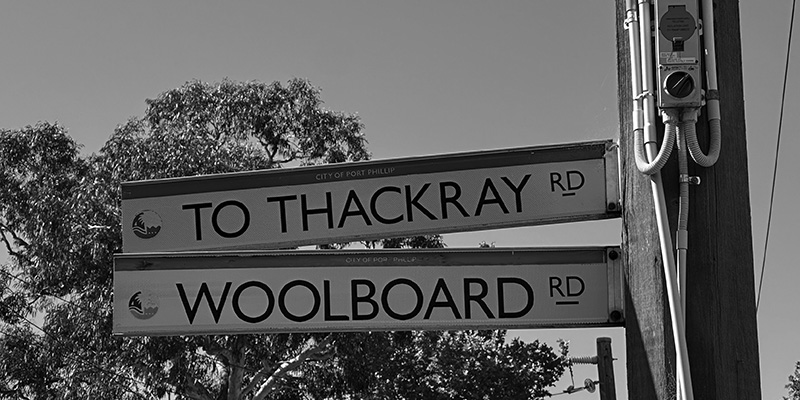 CITY OF PORT PHILLIP
TO THACKRAY RD
CITY OF PORT PHILLIP
WOOLBOARD RD